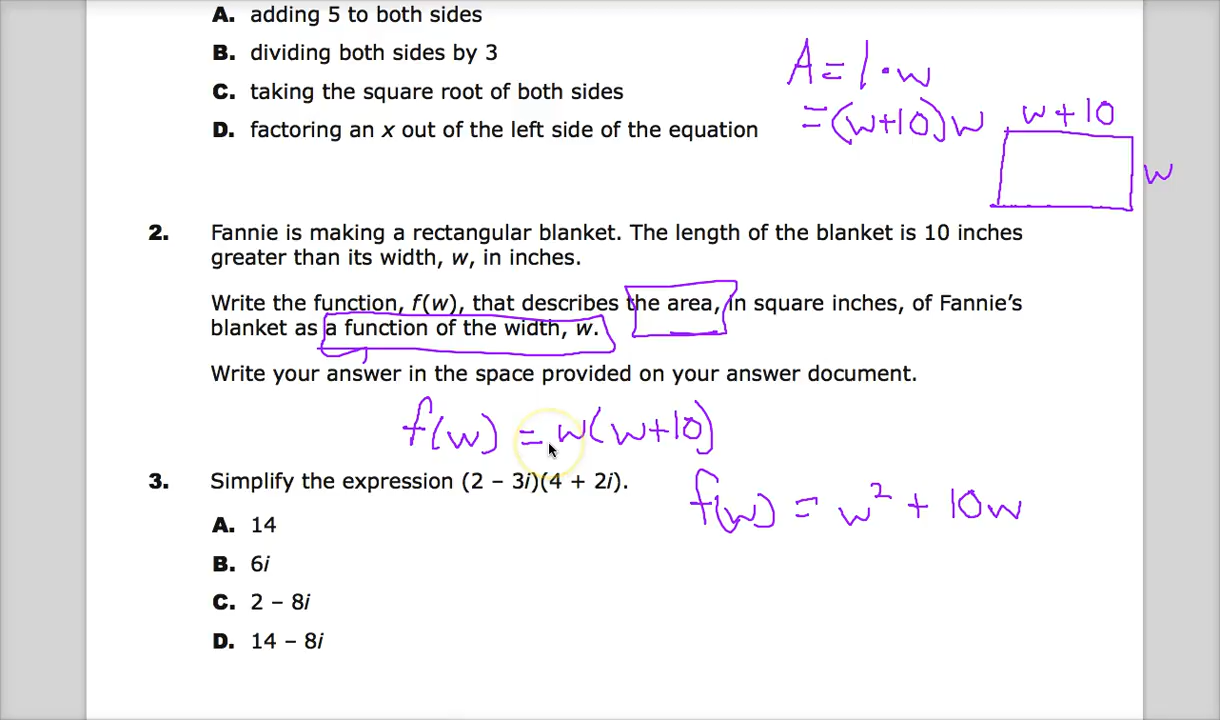 A. adding 5 to both sides
B. dividing both sides by 3
C. taking the square root of both sides
D. factoring an x out of the left side of the equation
A = l · w
= (w+10) w
w + 10
w
2. Fannie is making a rectangular blanket. The length of the blanket is 10 inches
greater than its width, w, in inches.
Write the function, f(w), that describes the area, in square inches, of Fannie's
blanket as a function of the width, w.
Write your answer in the space provided on your answer document.
f(w) = w(w+10)
3. Simplify the expression (2 – 3i)(4 + 2i).
f(w) = w² + 10w
A. 14
B. 6i
C. 2 – 8i
D. 14 – 8i